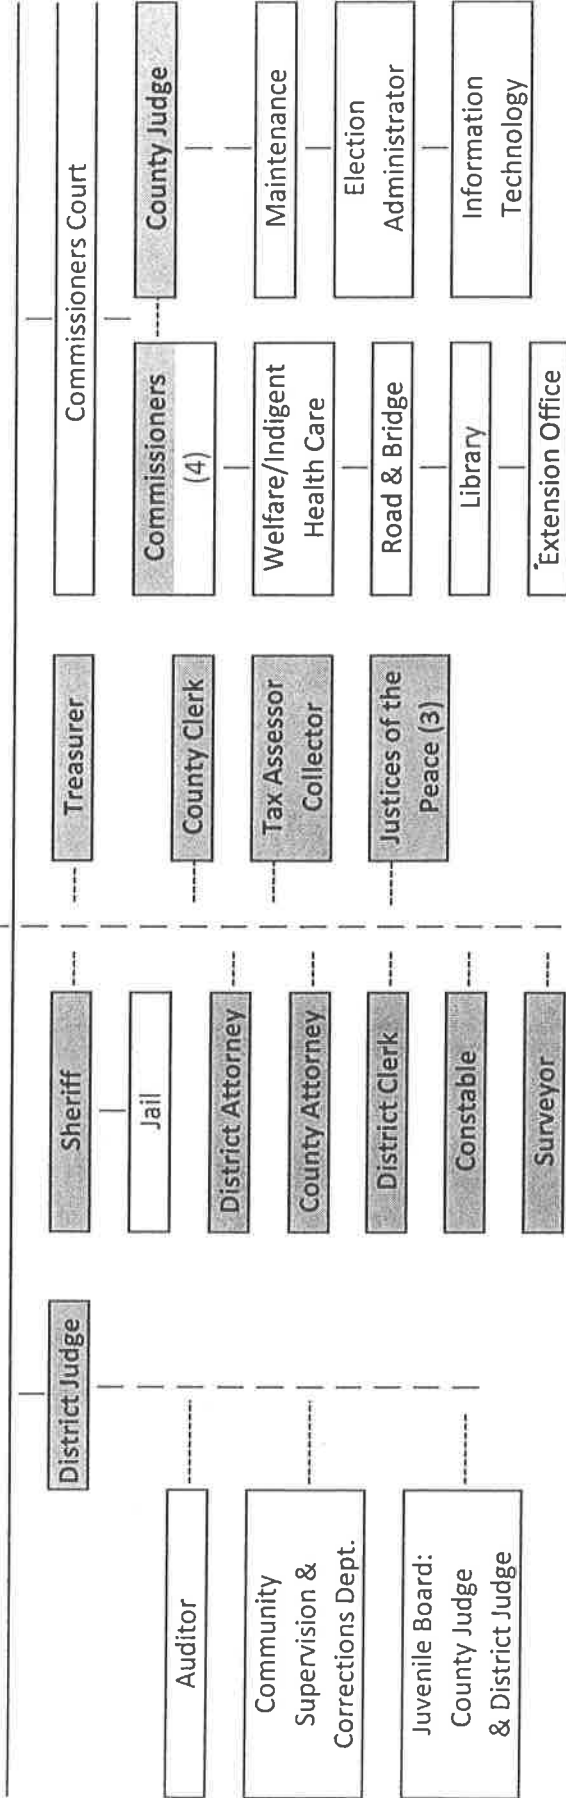 District Judge
Auditor
Community
Supervision &
Corrections Dept.
Juvenile Board:
County Judge
& District Judge
Sheriff
Jail
District Attorney
County Attorney
District Clerk
Constable
Surveyor
Treasurer
County Clerk
Tax Assessor
Collector
Justices of the
Peace (3)
Commissioners Court
Commissioners
(4)
Welfare/Indigent
Health Care
Road & Bridge
Library
Extension Office
County Judge
Maintenance
Election
Administrator
Information
Technology